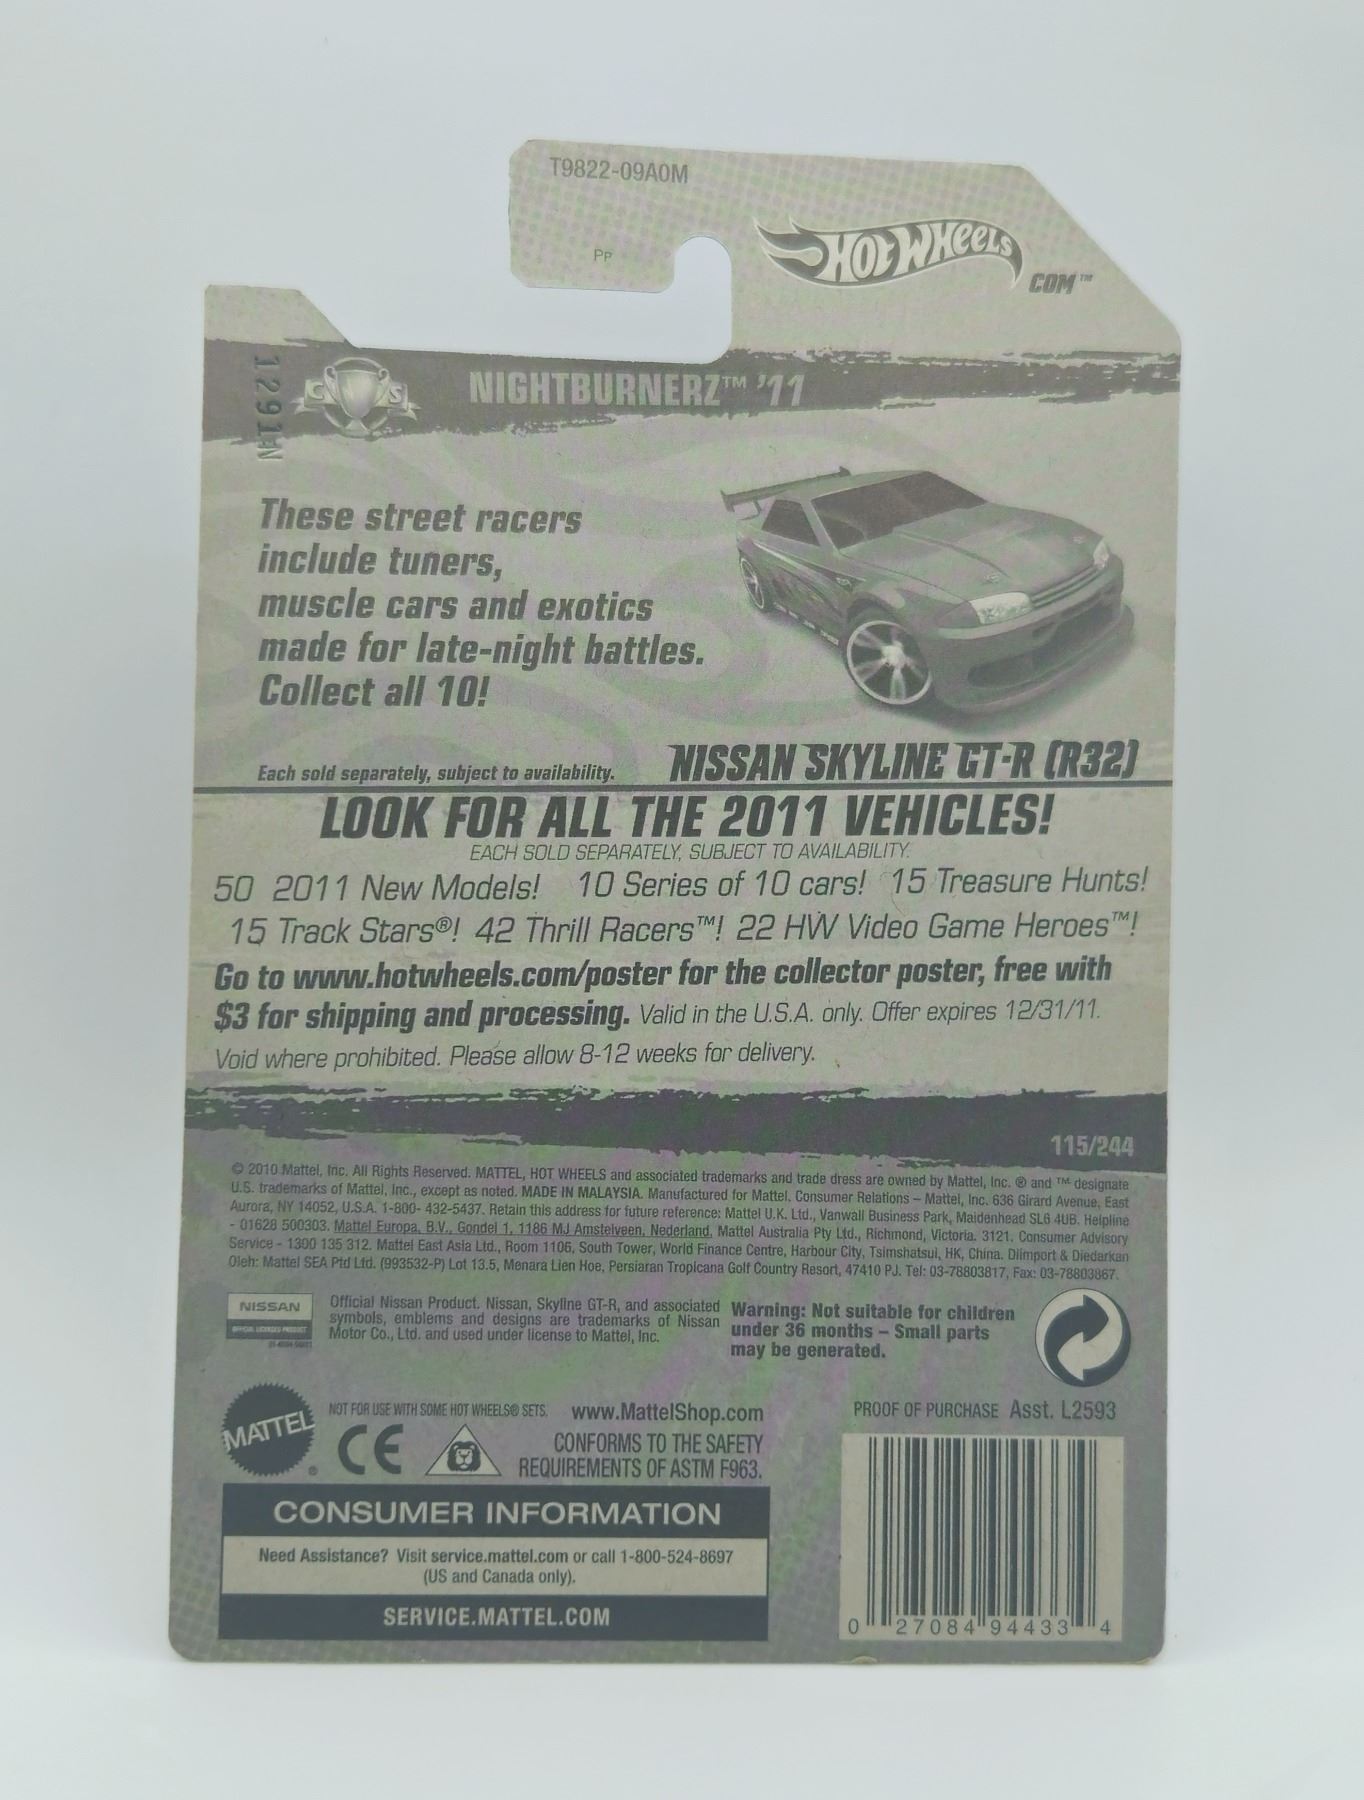 T9822-09A0M
PP
HOT WHEELS
.COM™
1291N
CS
NIGHTBURNERZ™ '11
These street racers
include tuners,
muscle cars and exotics
made for late-night battles.
Collect all 10!
Each sold separately, subject to availability.
NISSAN SKYLINE GT-R (R32)
LOOK FOR ALL THE 2011 VEHICLES!
EACH SOLD SEPARATELY, SUBJECT TO AVAILABILITY.
50 2011 New Models! 10 Series of 10 cars! 15 Treasure Hunts!
15 Track Stars®! 42 Thrill Racers™! 22 HW Video Game Heroes™!
Go to www.hotwheels.com/poster for the collector poster, free with
$3 for shipping and processing. Valid in the U.S.A. only. Offer expires 12/31/11.
Void where prohibited. Please allow 8-12 weeks for delivery.
115/244
© 2010 Mattel, Inc. All Rights Reserved. MATTEL, HOT WHEELS and associated trademarks and trade dress are owned by Mattel, Inc. ® and ™ designate
U.S. trademarks of Mattel, Inc., except as noted. MADE IN MALAYSIA. Manufactured for Mattel. Consumer Relations – Mattel, Inc. 636 Girard Avenue, East
Aurora, NY 14052, U.S.A. 1-800- 432-5437. Retain this address for future reference: Mattel U.K. Ltd., Vanwall Business Park, Maidenhead SL6 4UB. Helpline
- 01628 500303. Mattel Europa, B.V., Gondel 1, 1186 MJ Amstelveen, Nederland. Mattel Australia Pty Ltd., Richmond, Victoria. 3121. Consumer Advisory
Service - 1300 135 312. Mattel East Asia Ltd., Room 1106, South Tower, World Finance Centre, Harbour City, Tsimshatsui, HK, China. Diimport & Diedarkan
Oleh: Mattel SEA Ptd Ltd. (993532-P) Lot 13.5, Menara Lien Hoe, Persiaran Tropicana Golf Country Resort, 47410 PJ. Tel: 03-78803817, Fax: 03-78803867.
NISSAN
OFFICIAL LICENSED PRODUCT
Official Nissan Product. Nissan, Skyline GT-R, and associated
symbols, emblems and designs are trademarks of Nissan
Motor Co., Ltd. and used under license to Mattel, Inc.
Warning: Not suitable for children
under 36 months – Small parts
may be generated.
MATTEL®
NOT FOR USE WITH SOME HOT WHEELS® SETS.
www.MattelShop.com
CE
CONFORMS TO THE SAFETY
REQUIREMENTS OF ASTM F963.
PROOF OF PURCHASE Asst. L2593
CONSUMER INFORMATION
Need Assistance? Visit service.mattel.com or call 1-800-524-8697
(US and Canada only).
SERVICE.MATTEL.COM
0 27084 94433 4